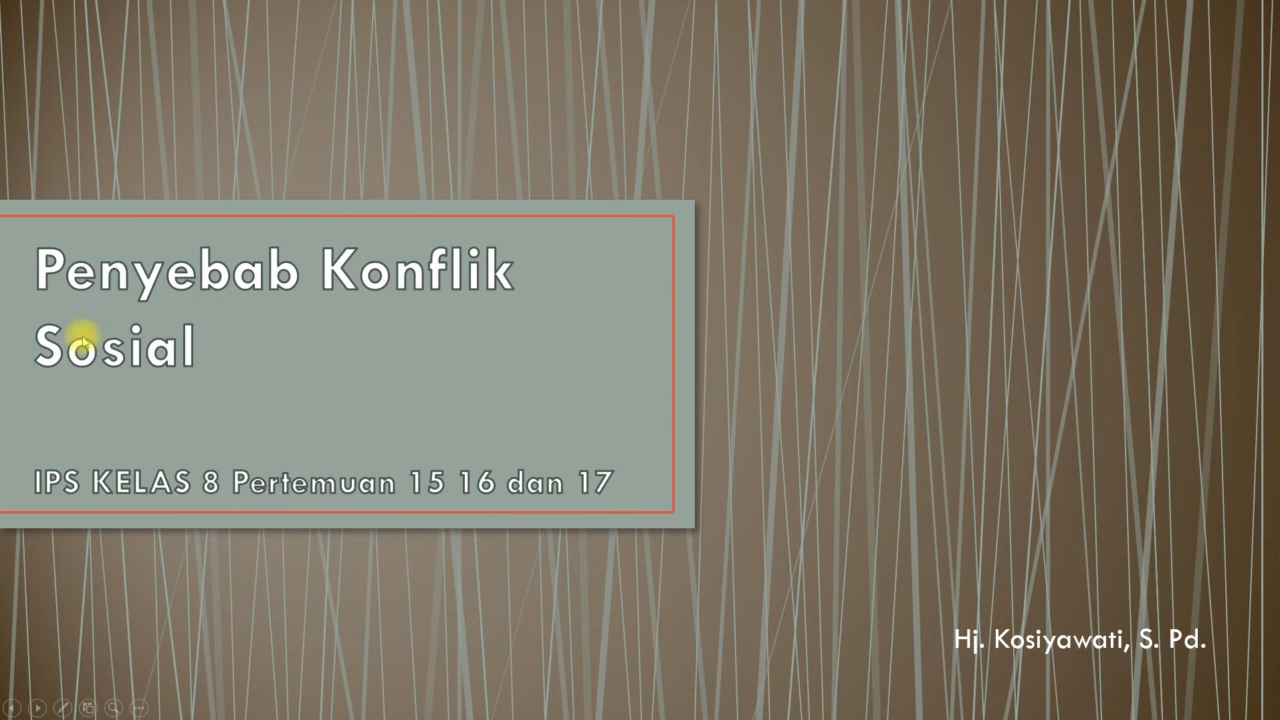 Penyebab Konflik
Sosial
IPS KELAS 8 Pertemuan 15 16 dan 17
Hj. Kosiyawati, S. Pd.